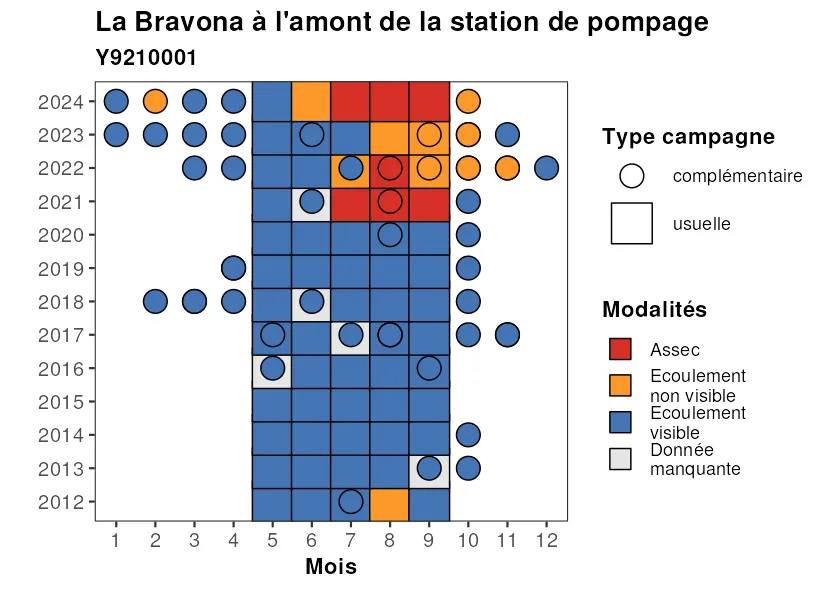 La Bravona à l'amont de la station de pompage
Y9210001
2024
2023
2022
2021
2020
2019
2018
2017
2016
2015
2014
2013
2012
1 2 3 4 5 6 7 8 9 10 11 12
Mois
Type campagne
complémentaire
usuelle
Modalités
Assec
Ecoulement
non visible
Ecoulement
visible
Donnée
manquante